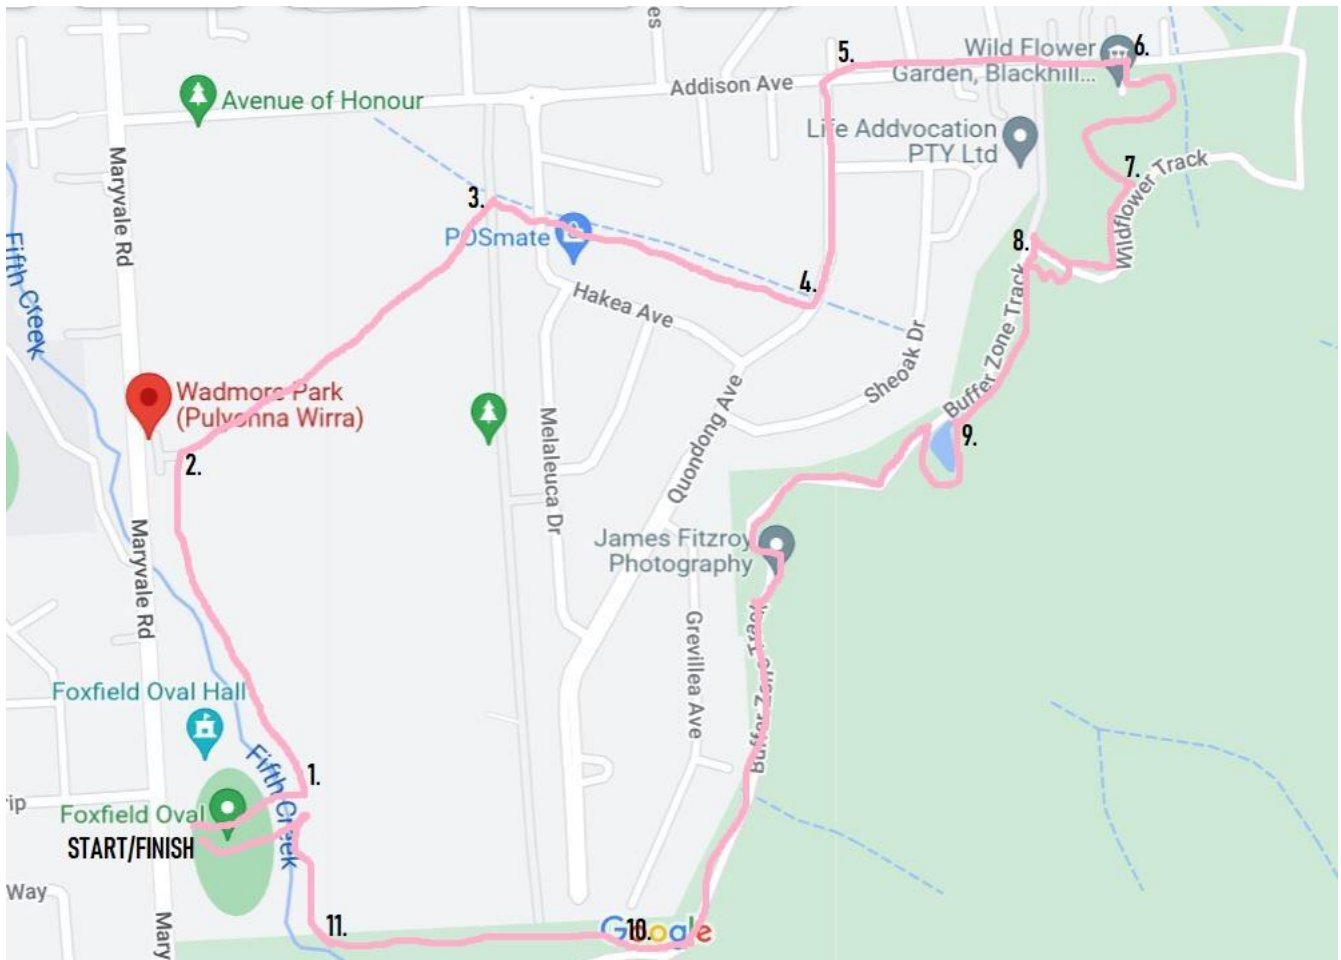 es
Wild Flower
Garden, Blackhill...
6.
5.
Addison Ave
Avenue of Honour
Life Addvocation
PTY Ltd
Maryvale Rd
7.
Wildflower Track
3.
POSmate
8.
Fifth Creek
4.
Hakea Ave
Buffer Zone Track
Sheoak Dr
Wadmore Park
(Pulyonna Wirra)
2.
Melaleuca Dr
Quondong Ave
9.
Maryvale Rd
James Fitzroy
Photography
Grevillea Ave
Buffer Zone Track
Foxfield Oval Hall
Fifth Creek
1.
rip
Foxfield Oval
START/FINISH
Way
Mary
11.
Google
10.